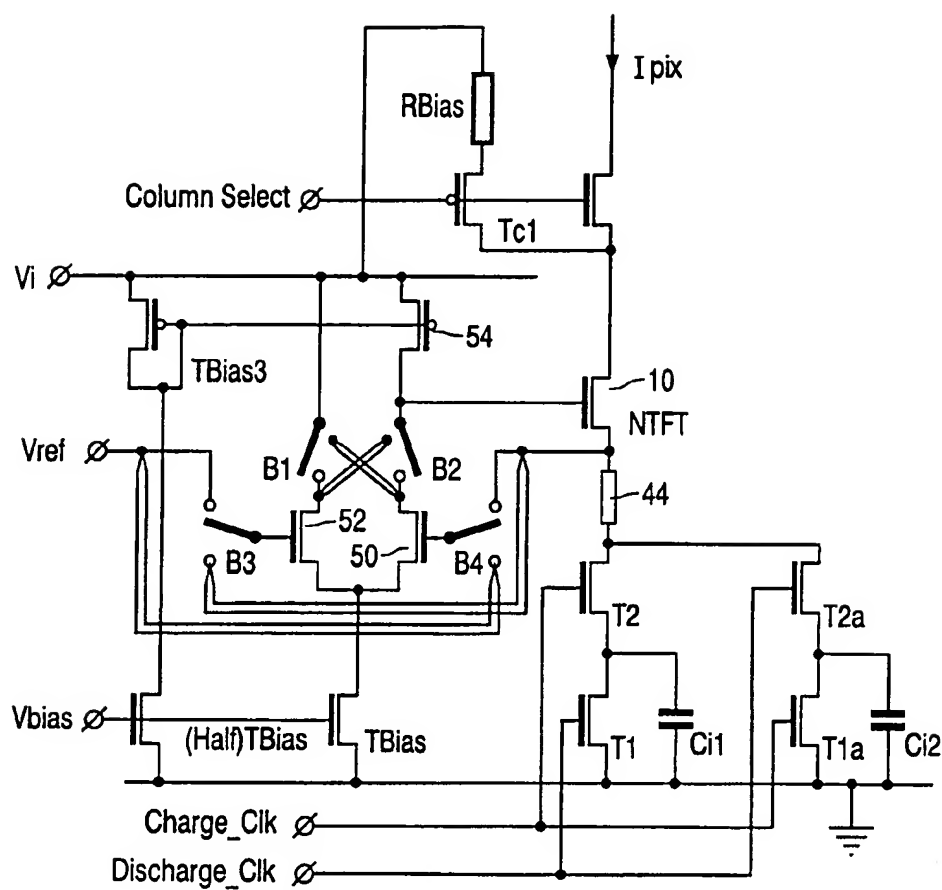 I pix
RBias
Column Select
Tc1
Vi
54
TBias3
10
NTFT
Vref
B1
B2
44
52
50
B3
B4
T2
T2a
Vbias
(Half)TBias
TBias
T1
Ci1
T1a
Ci2
Charge_Clk
Discharge_Clk